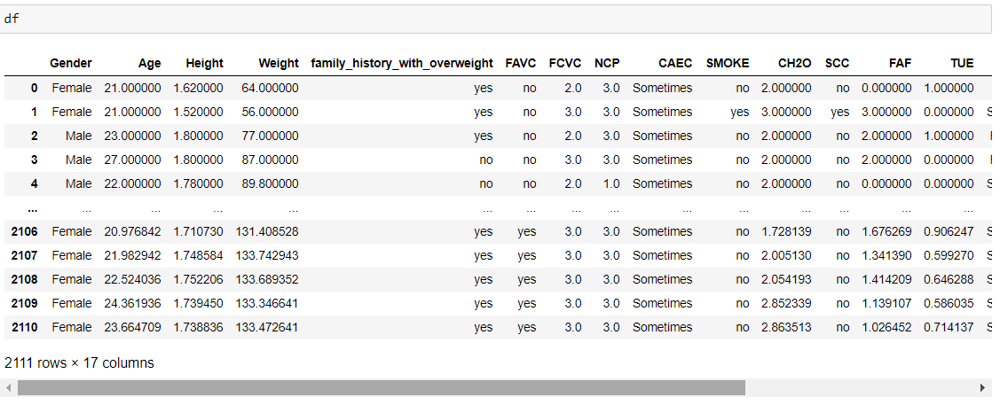 df
Gender Age Height Weight family_history_with_overweight FAVC FCVC NCP CAEC SMOKE CH2O SCC FAF TUE
0 Female 21.000000 1.620000 64.000000 yes no 2.0 3.0 Sometimes no 2.000000 no 0.000000 1.000000
1 Female 21.000000 1.520000 56.000000 yes no 3.0 3.0 Sometimes yes 3.000000 yes 3.000000 0.000000 S
2 Male 23.000000 1.800000 77.000000 yes no 2.0 3.0 Sometimes no 2.000000 no 2.000000 1.000000
3 Male 27.000000 1.800000 87.000000 no no 3.0 3.0 Sometimes no 2.000000 no 2.000000 0.000000
4 Male 22.000000 1.780000 89.800000 no no 2.0 1.0 Sometimes no 2.000000 no 0.000000 0.000000 S
... ... ... ... ... ... ... ... ... ... ... ... ... ... ...
2106 Female 20.976842 1.710730 131.408528 yes yes 3.0 3.0 Sometimes no 1.728139 no 1.676269 0.906247 S
2107 Female 21.982942 1.748584 133.742943 yes yes 3.0 3.0 Sometimes no 2.005130 no 1.341390 0.599270 S
2108 Female 22.524036 1.752206 133.689352 yes yes 3.0 3.0 Sometimes no 2.054193 no 1.414209 0.646288 S
2109 Female 24.361936 1.739450 133.346641 yes yes 3.0 3.0 Sometimes no 2.852339 no 1.139107 0.586035 S
2110 Female 23.664709 1.738836 133.472641 yes yes 3.0 3.0 Sometimes no 2.863513 no 1.026452 0.714137 S
2111 rows × 17 columns